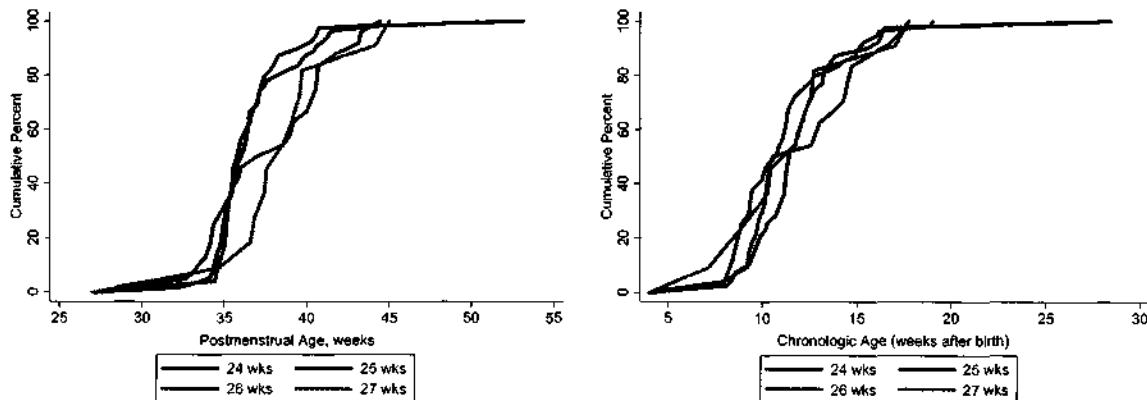 Cumulative Percent
0 20 40 60 80 100
25 30 35 40 45 50 55
Postmenstrual Age, weeks
24 wks 25 wks
26 wks 27 wks
Cumulative Percent
0 20 40 60 80 100
5 10 15 20 25 30
Chronologic Age (weeks after birth)
24 wks 25 wks
26 wks 27 wks